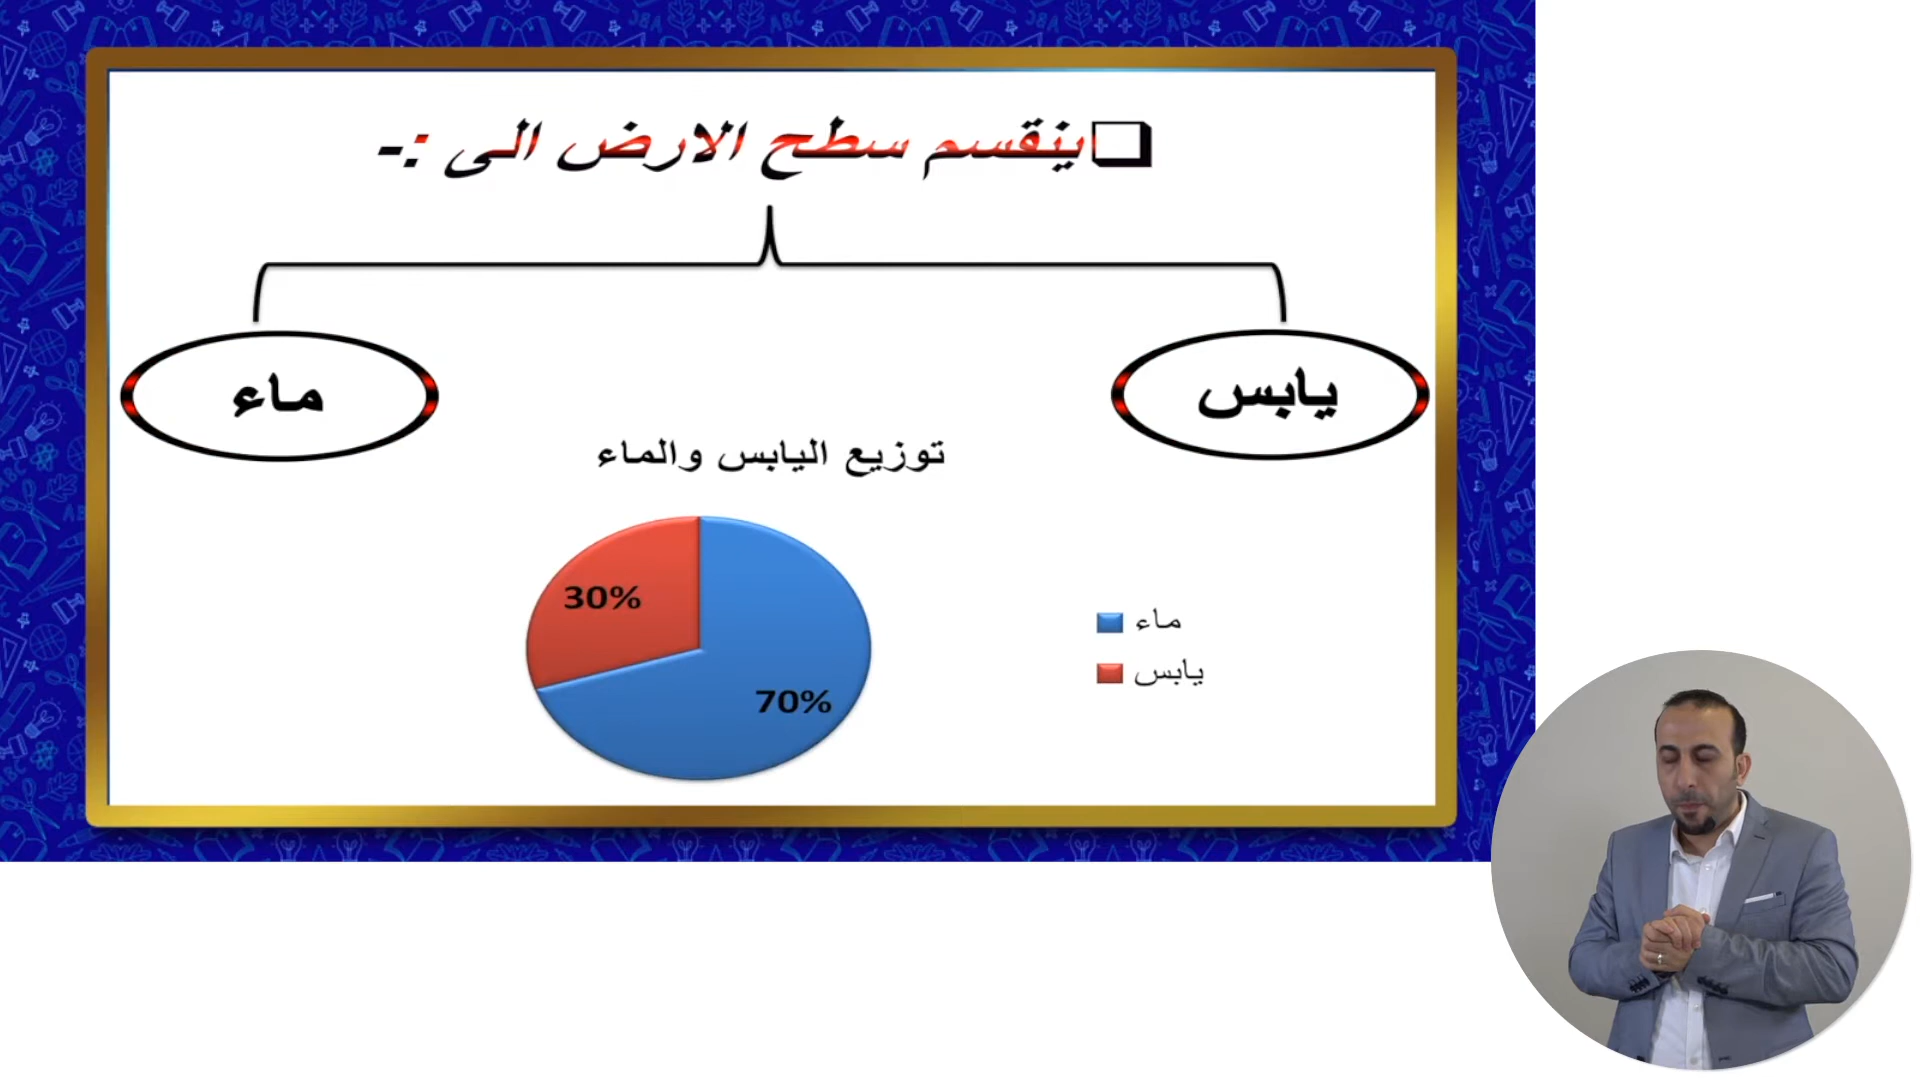 ينقسم سطح الارض الى :-
يابس
ماء
توزيع اليابس والماء
30%
70%
ماء
يابس